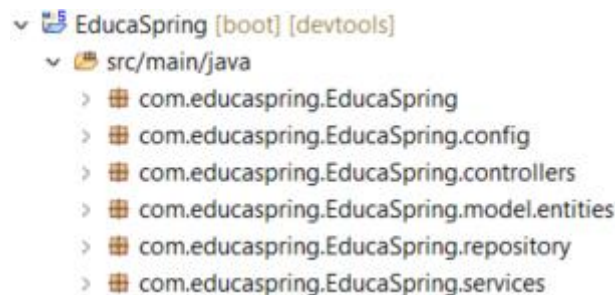 EducaSpring [boot] [devtools]
src/main/java
com.educaspring.EducaSpring
com.educaspring.EducaSpring.config
com.educaspring.EducaSpring.controllers
com.educaspring.EducaSpring.model.entities
com.educaspring.EducaSpring.repository
com.educaspring.EducaSpring.services